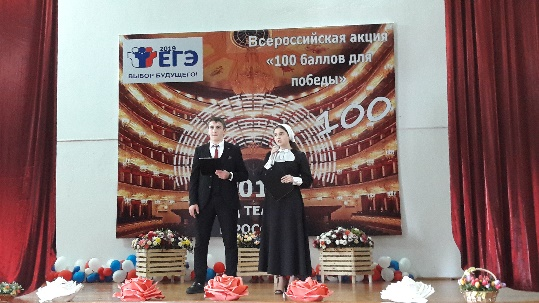 2019
ЕГЭ
ВЫБОР БУДУЩЕГО!
Всероссийская акция
«100 баллов для
победы»
100